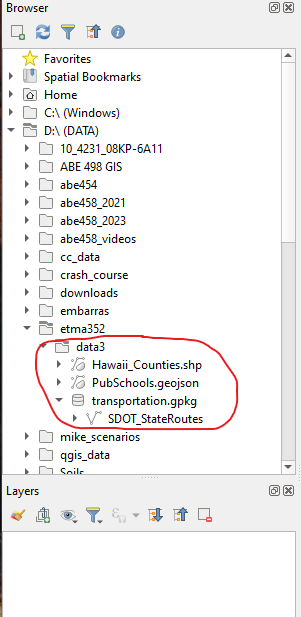 Browser
Favorites
Spatial Bookmarks
Home
C:\ (Windows)
D:\ (DATA)
10_4231_08KP-6A11
ABE 498 GIS
abe454
abe458_2021
abe458_2023
abe458_videos
cc_data
crash_course
downloads
embarras
etma352
data3
Hawaii_Counties.shp
PubSchools.geojson
transportation.gpkg
SDOT_StateRoutes
mike_scenarios
qgis_data
Soils
Layers